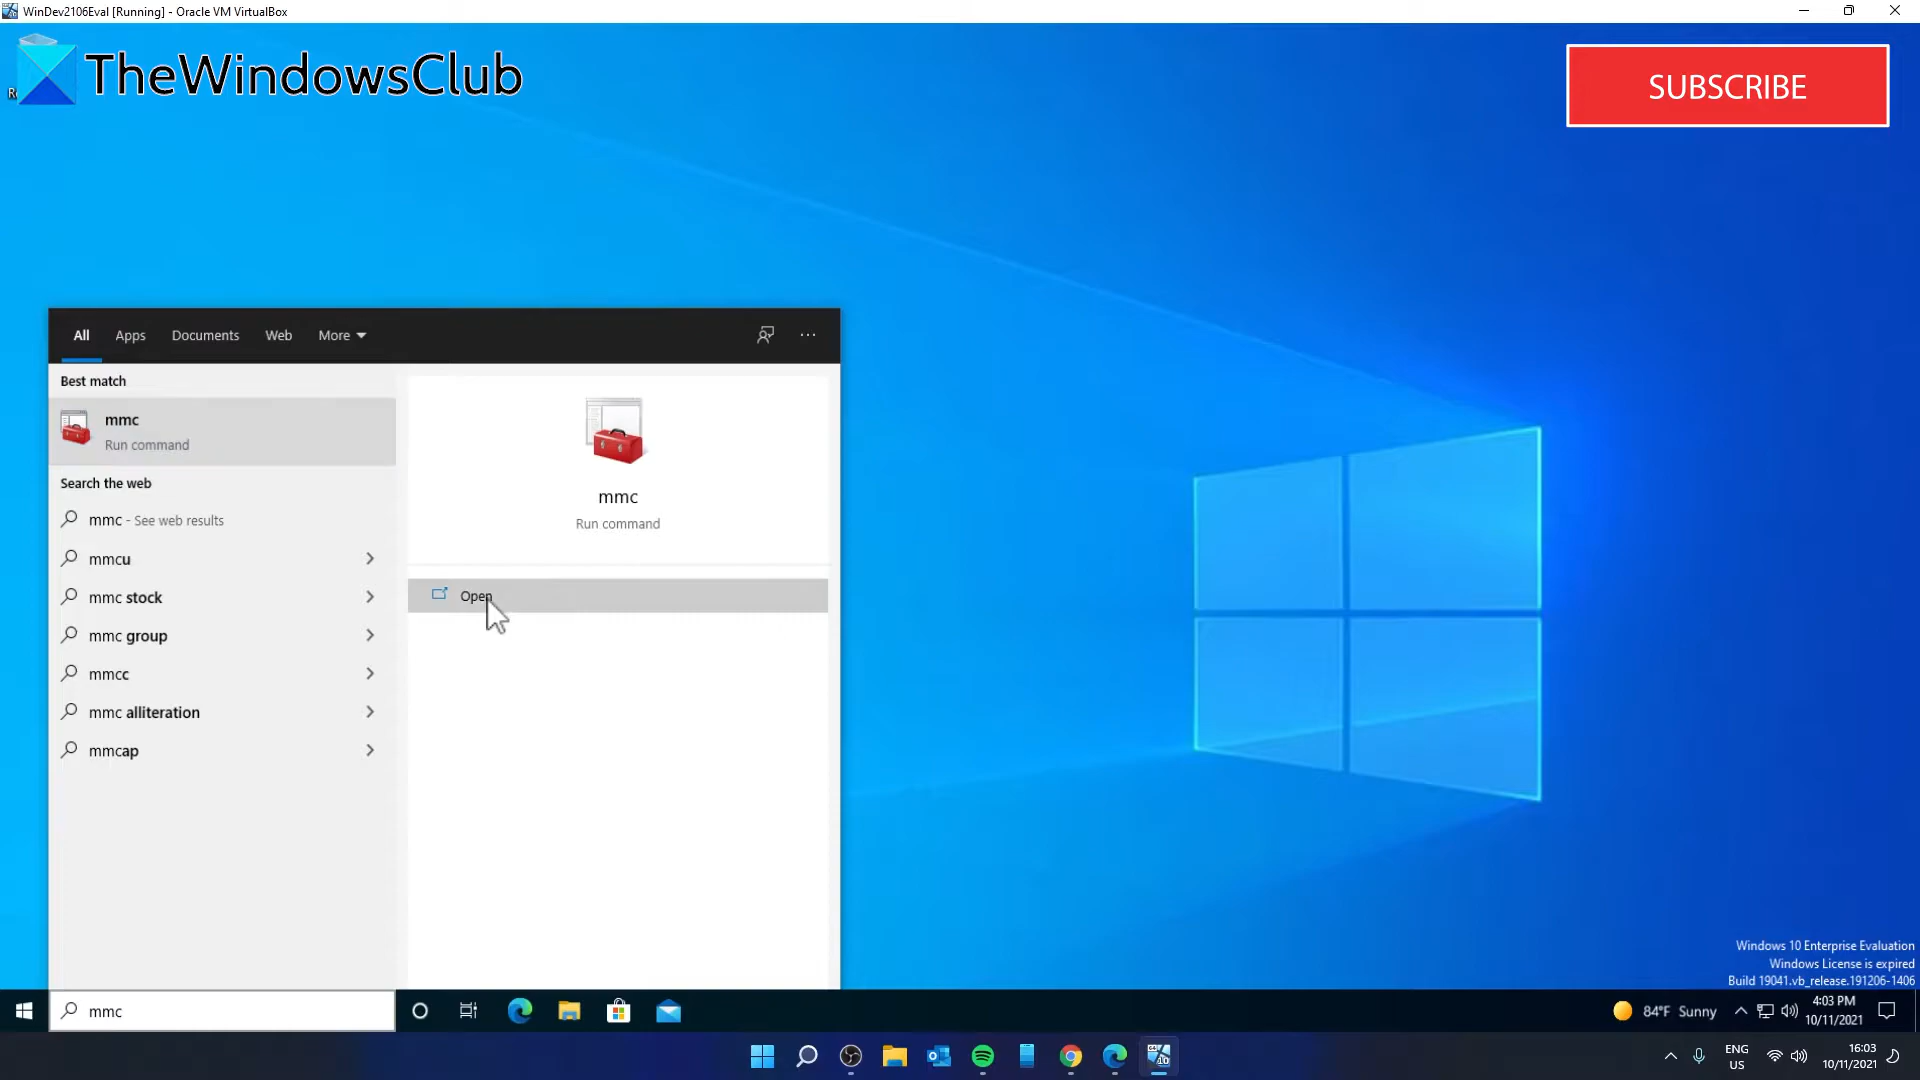 WinDev2106Eval [Running] - Oracle VM VirtualBox
TheWindowsClub
SUBSCRIBE
All Apps Documents Web More
Best match
mmc
Run command
Search the web
mmc - See web results
mmcu
mmc stock
mmc group
mmcc
mmc alliteration
mmcap
mmc
Run command
Open
Windows 10 Enterprise Evaluation
Windows License is expired
Build 19041.vb_release.191206-1406
mmc
84°F Sunny
4:03 PM
10/11/2021
ENG
US
16:03
10/11/2021